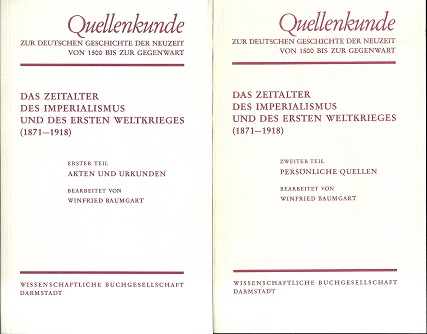 Quellenkunde
ZUR DEUTSCHEN GESCHICHTE DER NEUZEIT
VON 1500 BIS ZUR GEGENWART
DAS ZEITALTER
DES IMPERIALISMUS
UND DES ERSTEN WELTKRIEGES
(1871—1918)
ERSTER TEIL
AKTEN UND URKUNDEN
BEARBEITET VON
WINFRIED BAUMGART
WISSENSCHAFTLICHE BUCHGESELLSCHAFT
DARMSTADT
Quellenkunde
ZUR DEUTSCHEN GESCHICHTE DER NEUZEIT
VON 1500 BIS ZUR GEGENWART
DAS ZEITALTER
DES IMPERIALISMUS
UND DES ERSTEN WELTKRIEGES
(1871—1918)
ZWEITER TEIL
PERSÖNLICHE QUELLEN
BEARBEITET VON
WINFRIED BAUMGART
WISSENSCHAFTLICHE BUCHGESELLSCHAFT
DARMSTADT